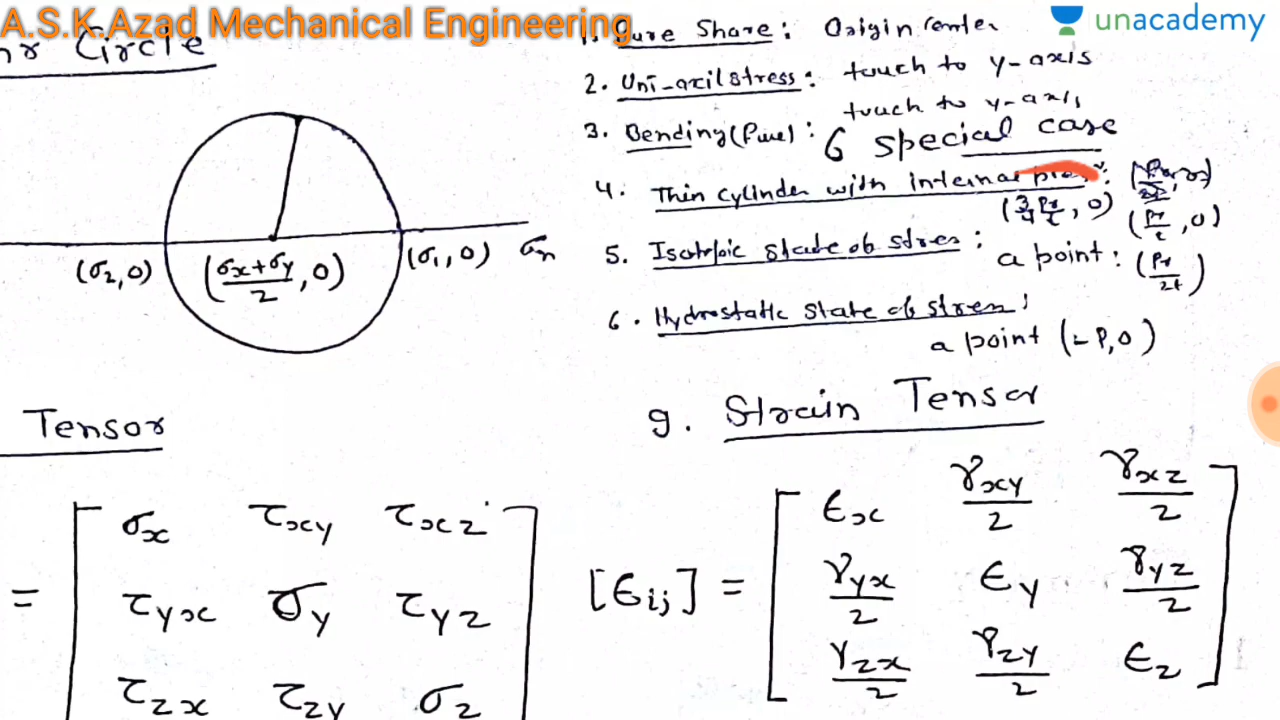 A.S.K.Azad Mechanical Engineering
unacademy
Circle
Share: Origin center
2. Uni-axil stress: touch to y-axis
touch to y-axis
3. Bending (Pure):
6 special case
4. Thin cylinder with internal
(3/4 Pr/t, 0) (Pr/t, 0)
5. Isotrpic state of stres:
a point: (Pr/2t)
6. Hydrostatic state of stress:
a point (-P,0)
(σ2,0) (σx+σy/2, 0) (σ1,0) σn
Tensor
9. Strain Tensor
= [ σx τxy τxz
τyx σy τyz
τzx τzy σz
[ϵij] = [ ϵx γxy/2 γxz/2
γyx/2 ϵy γyz/2
γzx/2 γzy/2 ϵz ]